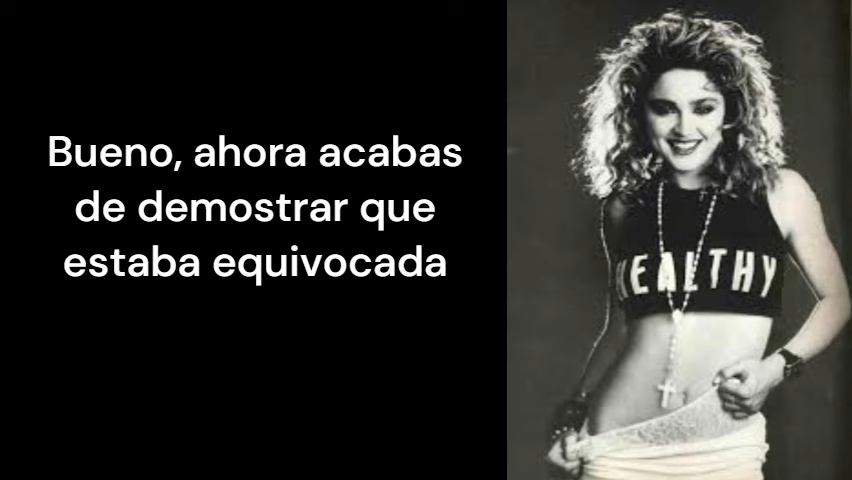 Bueno, ahora acabas
de demostrar que
estaba equivocada
HEALTHY